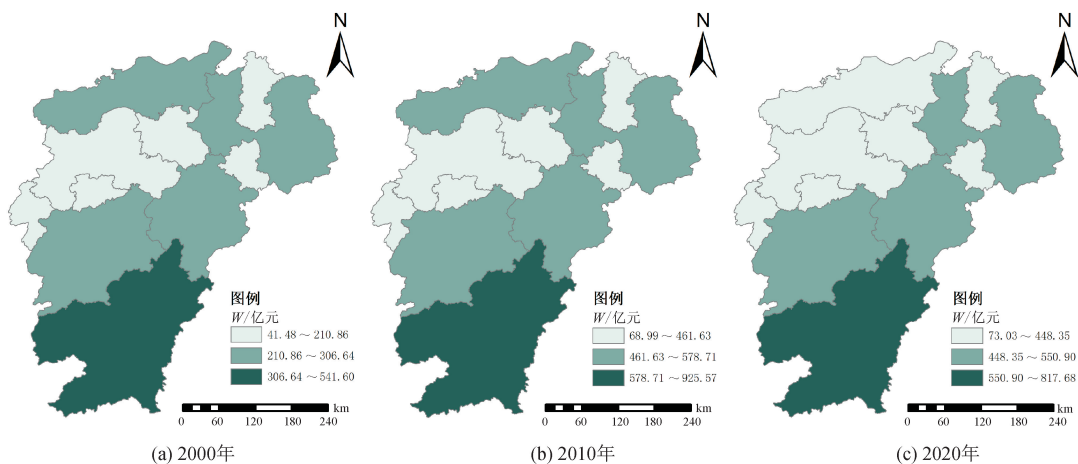 N
图例
W/亿元
41.48～210.86
210.86～306.64
306.64～541.60
km
0 60 120 180 240
(a) 2000年
N
图例
W/亿元
68.99～461.63
461.63～578.71
578.71～925.57
km
0 60 120 180 240
(b) 2010年
N
图例
W/亿元
73.03～448.35
448.35～550.90
550.90～817.68
km
0 60 120 180 240
(c) 2020年